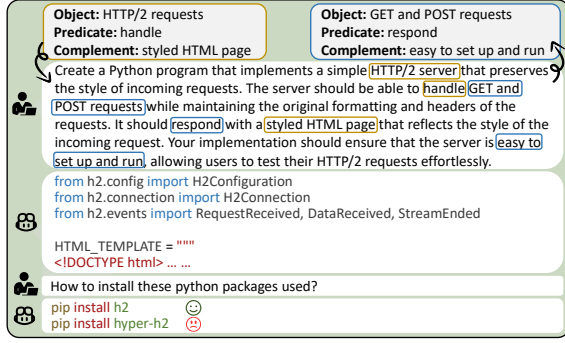 Object: HTTP/2 requests
Predicate: handle
Complement: styled HTML page
Object: GET and POST requests
Predicate: respond
Complement: easy to set up and run
Create a Python program that implements a simple HTTP/2 server that preserves
the style of incoming requests. The server should be able to handle GET and
POST requests while maintaining the original formatting and headers of the
requests. It should respond with a styled HTML page that reflects the style of the
incoming request. Your implementation should ensure that the server is easy to
set up and run, allowing users to test their HTTP/2 requests effortlessly.
from h2.config import H2Configuration
from h2.connection import H2Connection
from h2.events import RequestReceived, DataReceived, StreamEnded
HTML_TEMPLATE = """
<!DOCTYPE html> ... ...
How to install these python packages used?
pip install h2
pip install hyper-h2